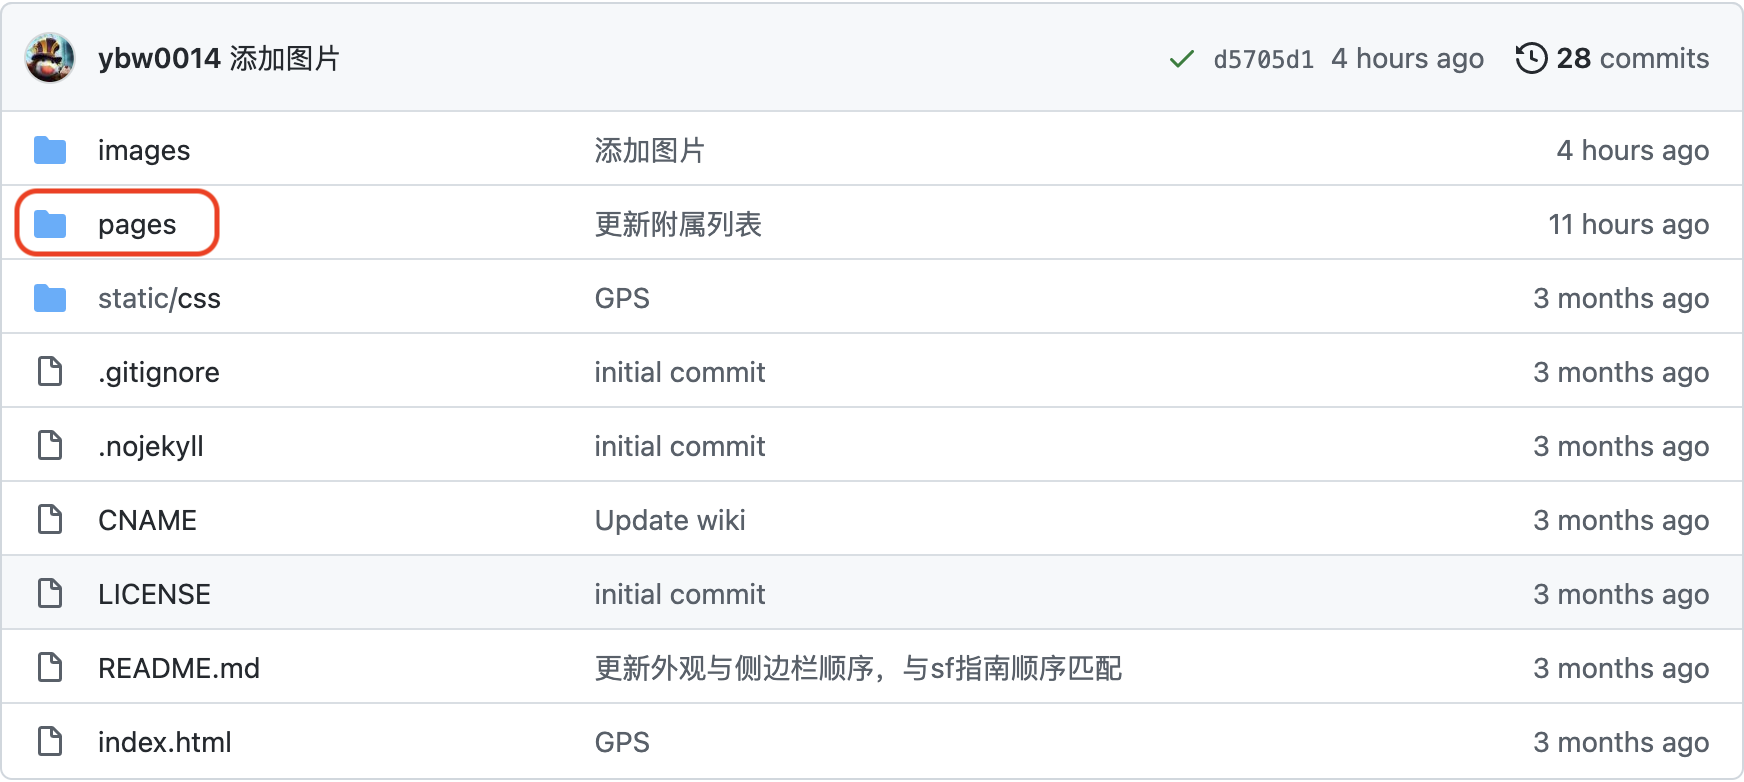 ybw0014 添加图片 d5705d1 4 hours ago 28 commits
images 添加图片 4 hours ago
pages 更新附属列表 11 hours ago
static/css GPS 3 months ago
.gitignore initial commit 3 months ago
.nojekyll initial commit 3 months ago
CNAME Update wiki 3 months ago
LICENSE initial commit 3 months ago
README.md 更新外观与侧边栏顺序，与sf指南顺序匹配 3 months ago
index.html GPS 3 months ago